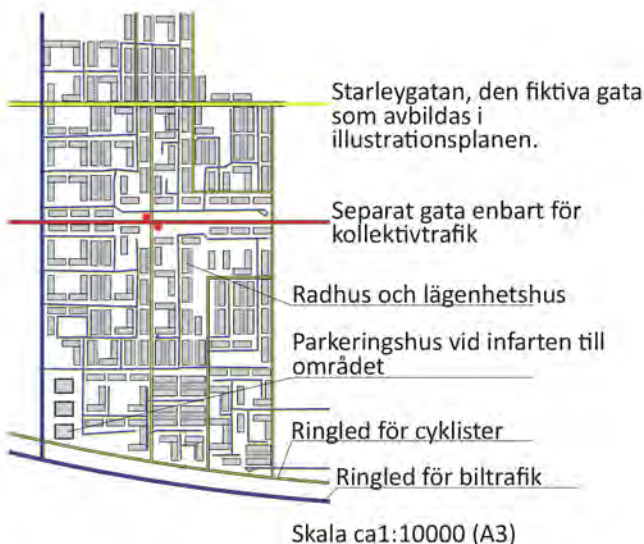 Starleygatan, den fiktiva gata
som avbildas i
illustrationsplanen.
Separat gata enbart för
kollektivtrafik
Radhus och lägenhetshus
Parkeringshus vid infarten till
området
Ringled för cyklister
Ringled för biltrafik
Skala ca1:10000 (A3)